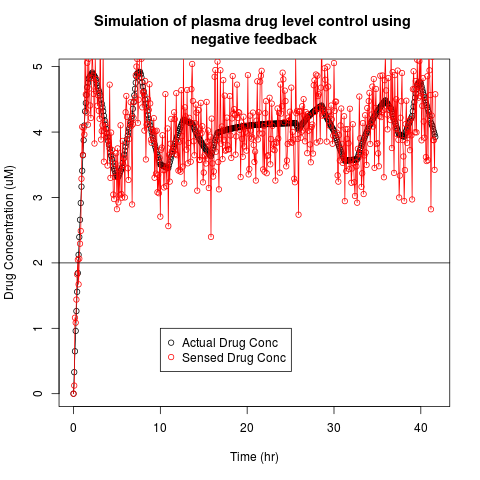 Simulation of plasma drug level control using
negative feedback
Drug Concentration (uM)
5
4
3
2
1
0
Actual Drug Conc
Sensed Drug Conc
0 10 20 30 40
Time (hr)